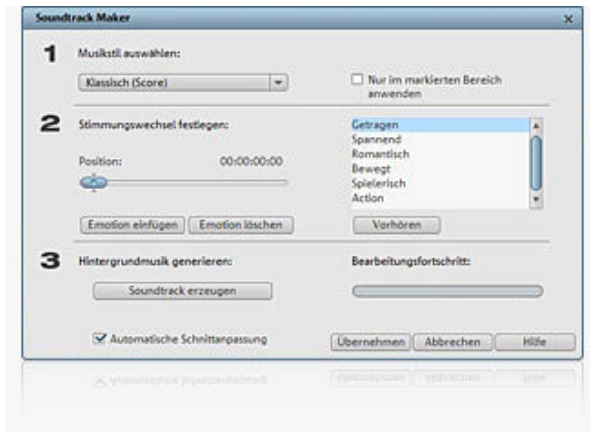 Soundtrack Maker
1
Musikstil auswählen:
Klassisch (Score)
Nur im markierten Bereich
anwenden
2
Stimmungswechsel festlegen:
Position:
00:00:00:00
Getragen
Spannend
Romantisch
Bewegt
Spielerisch
Action
Emotion einfügen
Emotion löschen
Vorhören
3
Hintergrundmusik generieren:
Bearbeitungsfortschritt:
Soundtrack erzeugen
Automatische Schnittanpassung
Übernehmen
Abbrechen
Hilfe